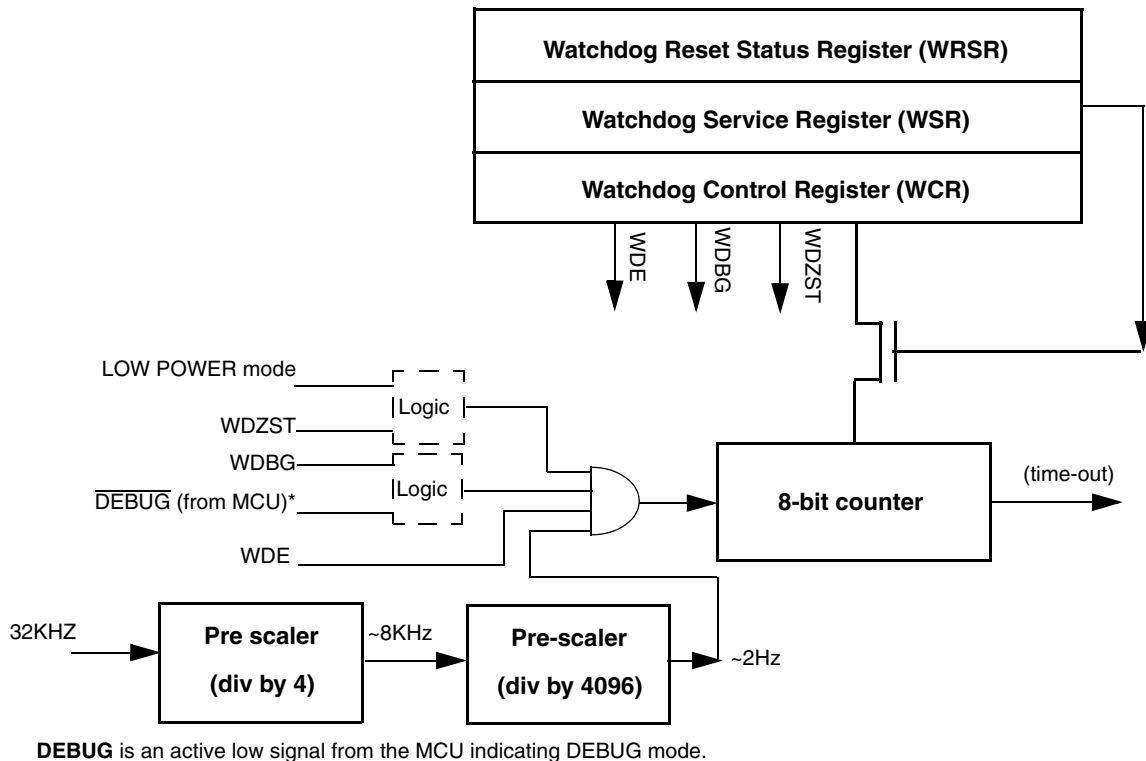 Watchdog Reset Status Register (WRSR)
Watchdog Service Register (WSR)
Watchdog Control Register (WCR)
WDE
WDBG
WDZST
LOW POWER mode
Logic
WDZST
WDBG
Logic
DEBUG (from MCU)*
WDE
8-bit counter
(time-out)
32KHZ
Pre scaler
(div by 4)
~8KHz
Pre-scaler
(div by 4096)
~2Hz
DEBUG is an active low signal from the MCU indicating DEBUG mode.